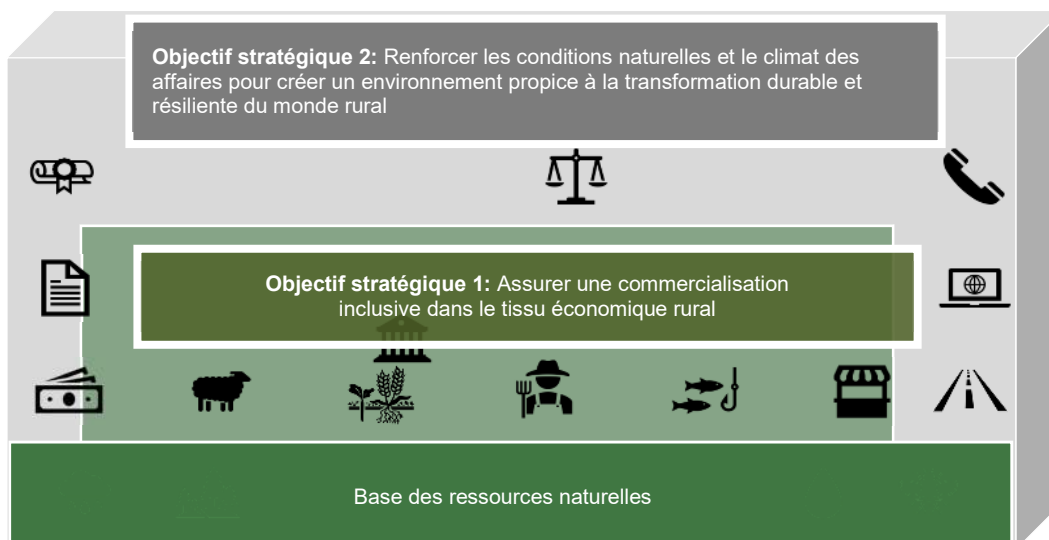 Objectif stratégique 2: Renforcer les conditions naturelles et le climat des
affaires pour créer un environnement propice à la transformation durable et
résiliente du monde rural
Objectif stratégique 1: Assurer une commercialisation
inclusive dans le tissu économique rural
Base des ressources naturelles